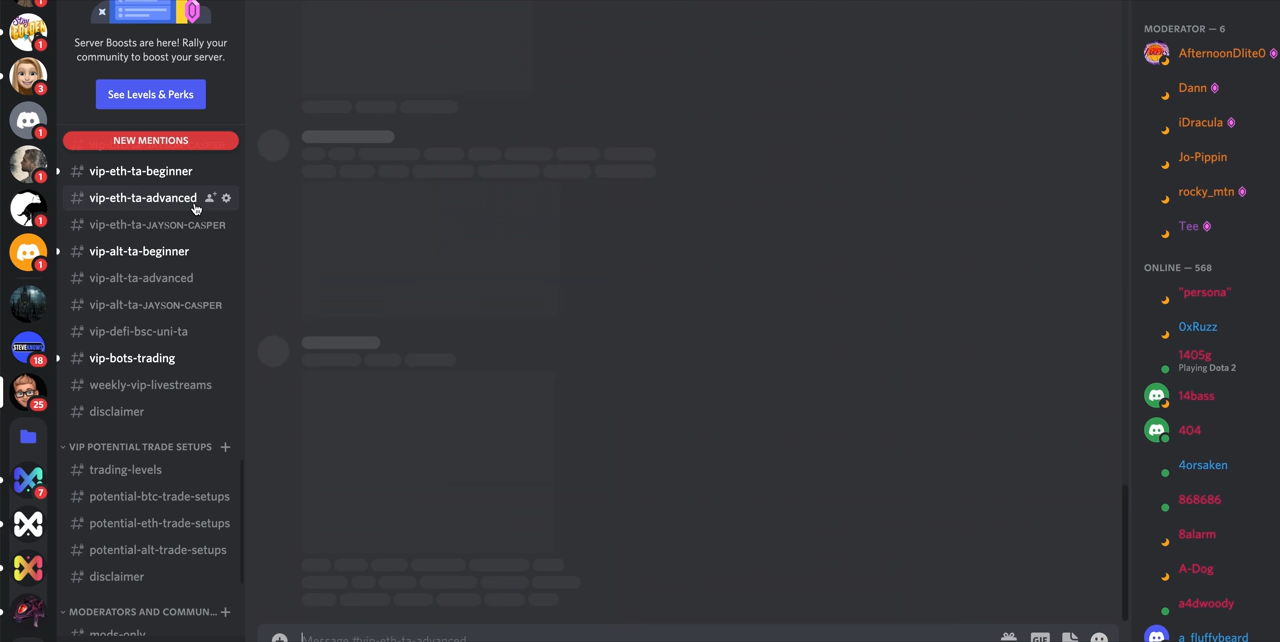 1
1
3
1
1
1
1
STEVEKNOWS
18
25
7
Server Boosts are here! Rally your
community to boost your server.
See Levels & Perks
NEW MENTIONS
vip-eth-ta-beginner
vip-eth-ta-advanced
vip-eth-ta-JAYSON-CASPER
vip-alt-ta-beginner
vip-alt-ta-advanced
vip-alt-ta-JAYSON-CASPER
vip-defi-bsc-uni-ta
vip-bots-trading
weekly-vip-livestreams
disclaimer
VIP POTENTIAL TRADE SETUPS
trading-levels
potential-btc-trade-setups
potential-eth-trade-setups
potential-alt-trade-setups
disclaimer
MODERATORS AND COMMUN...
mods-only
Message #vip-eth-ta-advanced
GIF
MODERATOR — 6
AfternoonDlite0
Dann
iDracula
Jo-Pippin
rocky_mtn
Tee
ONLINE — 568
"persona"
0xRuzz
1405g
Playing Dota 2
14bass
404
4orsaken
868686
8alarm
A-Dog
a4dwoody
a_fluffybeard